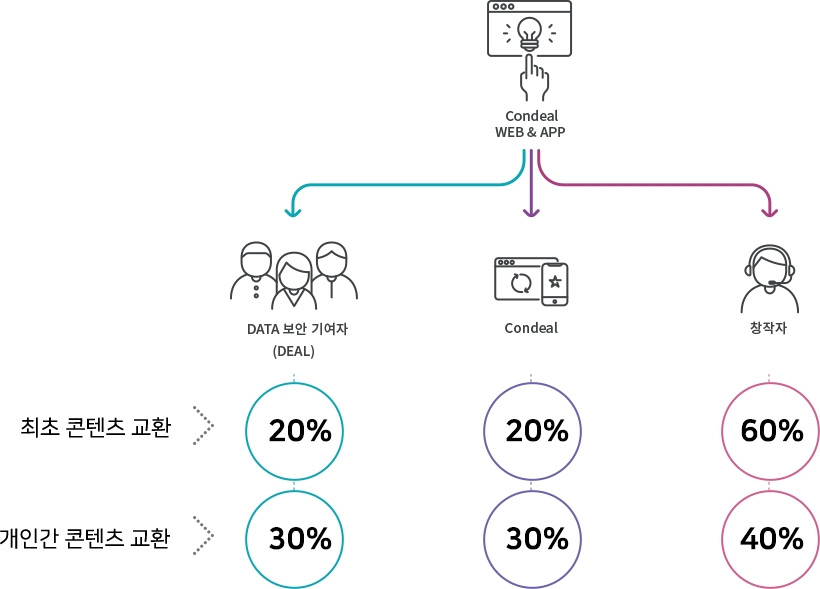 Condeal
WEB & APP
DATA 보안 기여자
(DEAL)
Condeal
창작자
최초 콘텐츠 교환
20%
20%
60%
개인간 콘텐츠 교환
30%
30%
40%